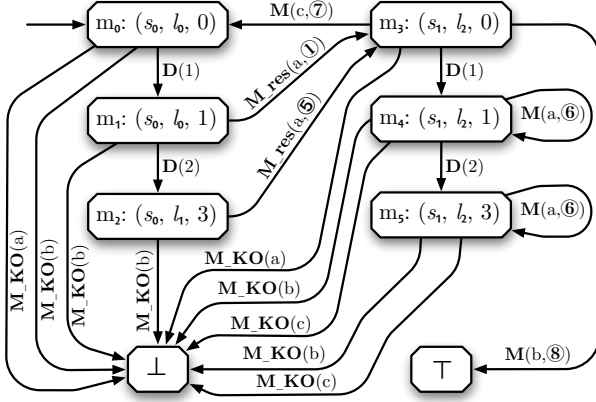 M(c,⑦)
m₀: (s₀, l₀, 0)
m₃: (s₁, l₂, 0)
D(1)
M_res(a,①)
D(1)
m₁: (s₀, l₀, 1)
m₄: (s₁, l₂, 1)
M(a,⑥)
D(2)
M_res(a,⑤)
D(2)
m₂: (s₀, l₁, 3)
m₅: (s₁, l₂, 3)
M(a,⑥)
M_KO(a)
M_KO(b)
M_KO(b)
M_KO(b)
M_KO(a)
M_KO(b)
M_KO(c)
M_KO(b)
M_KO(c)
⊥
⊤
M(b,⑧)